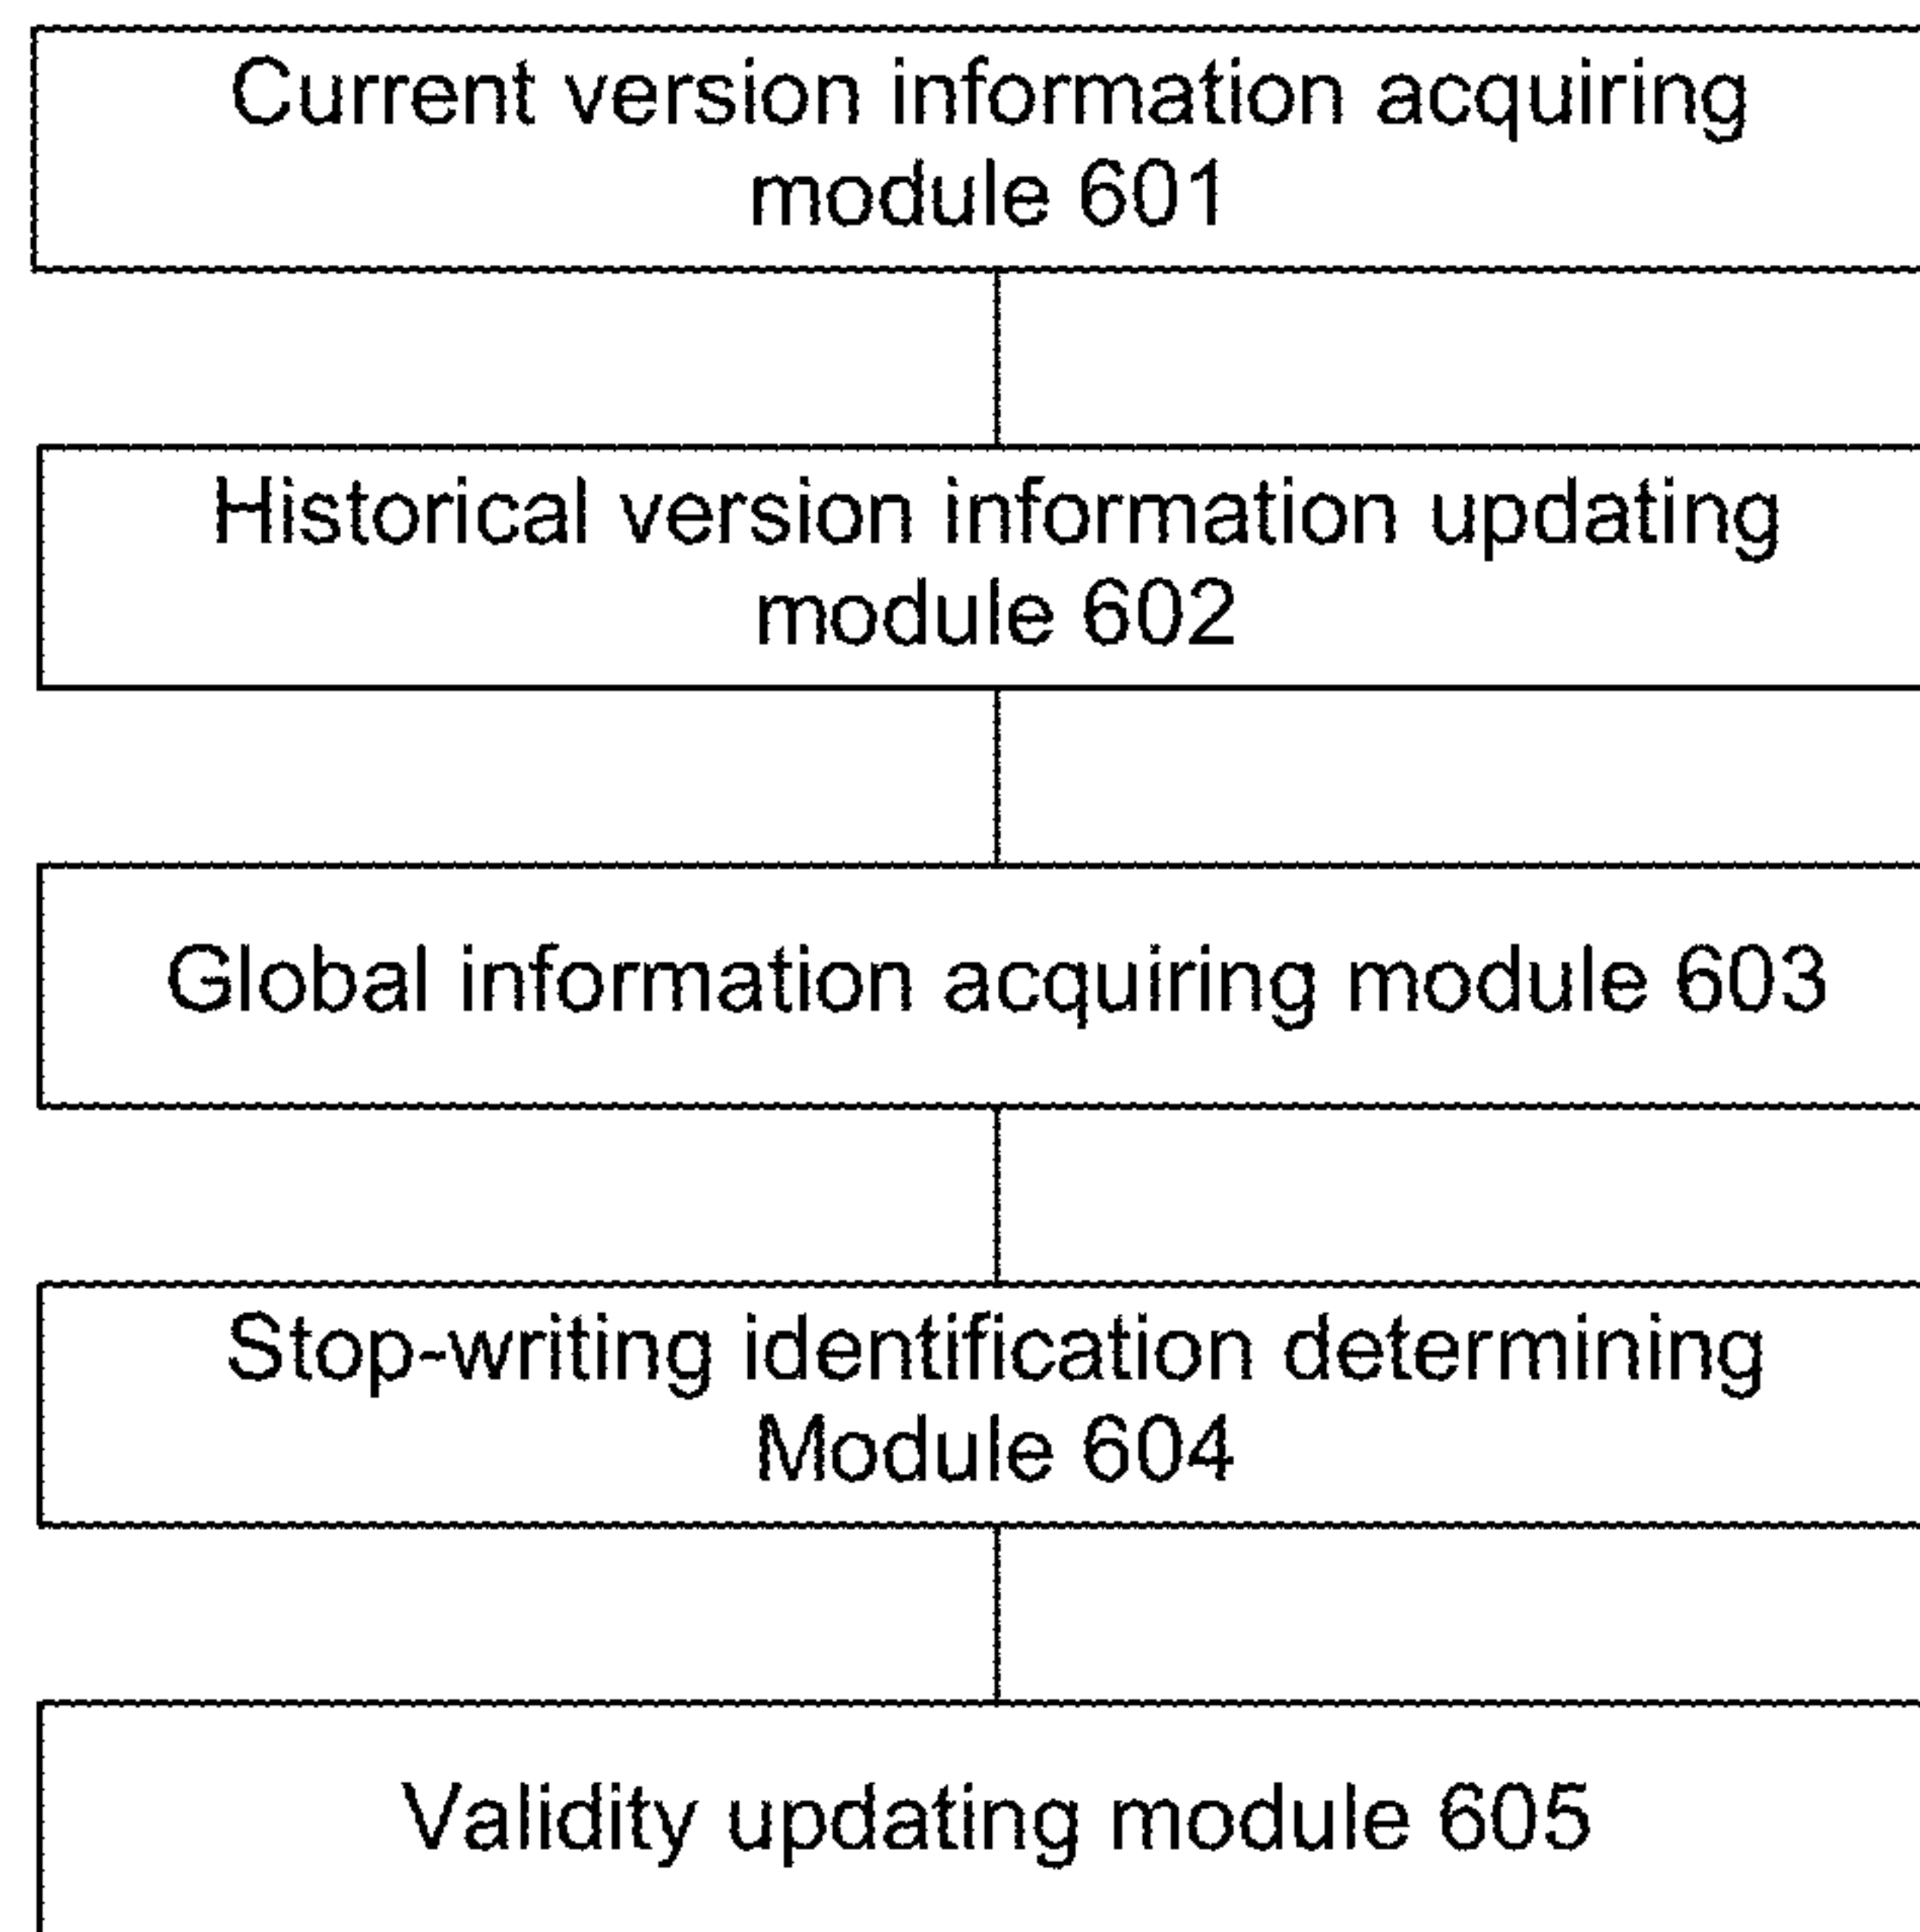 Current version information acquiring
module 601
Historical version information updating
module 602
Global information acquiring module 603
Stop-writing identification determining
Module 604
Validity updating module 605